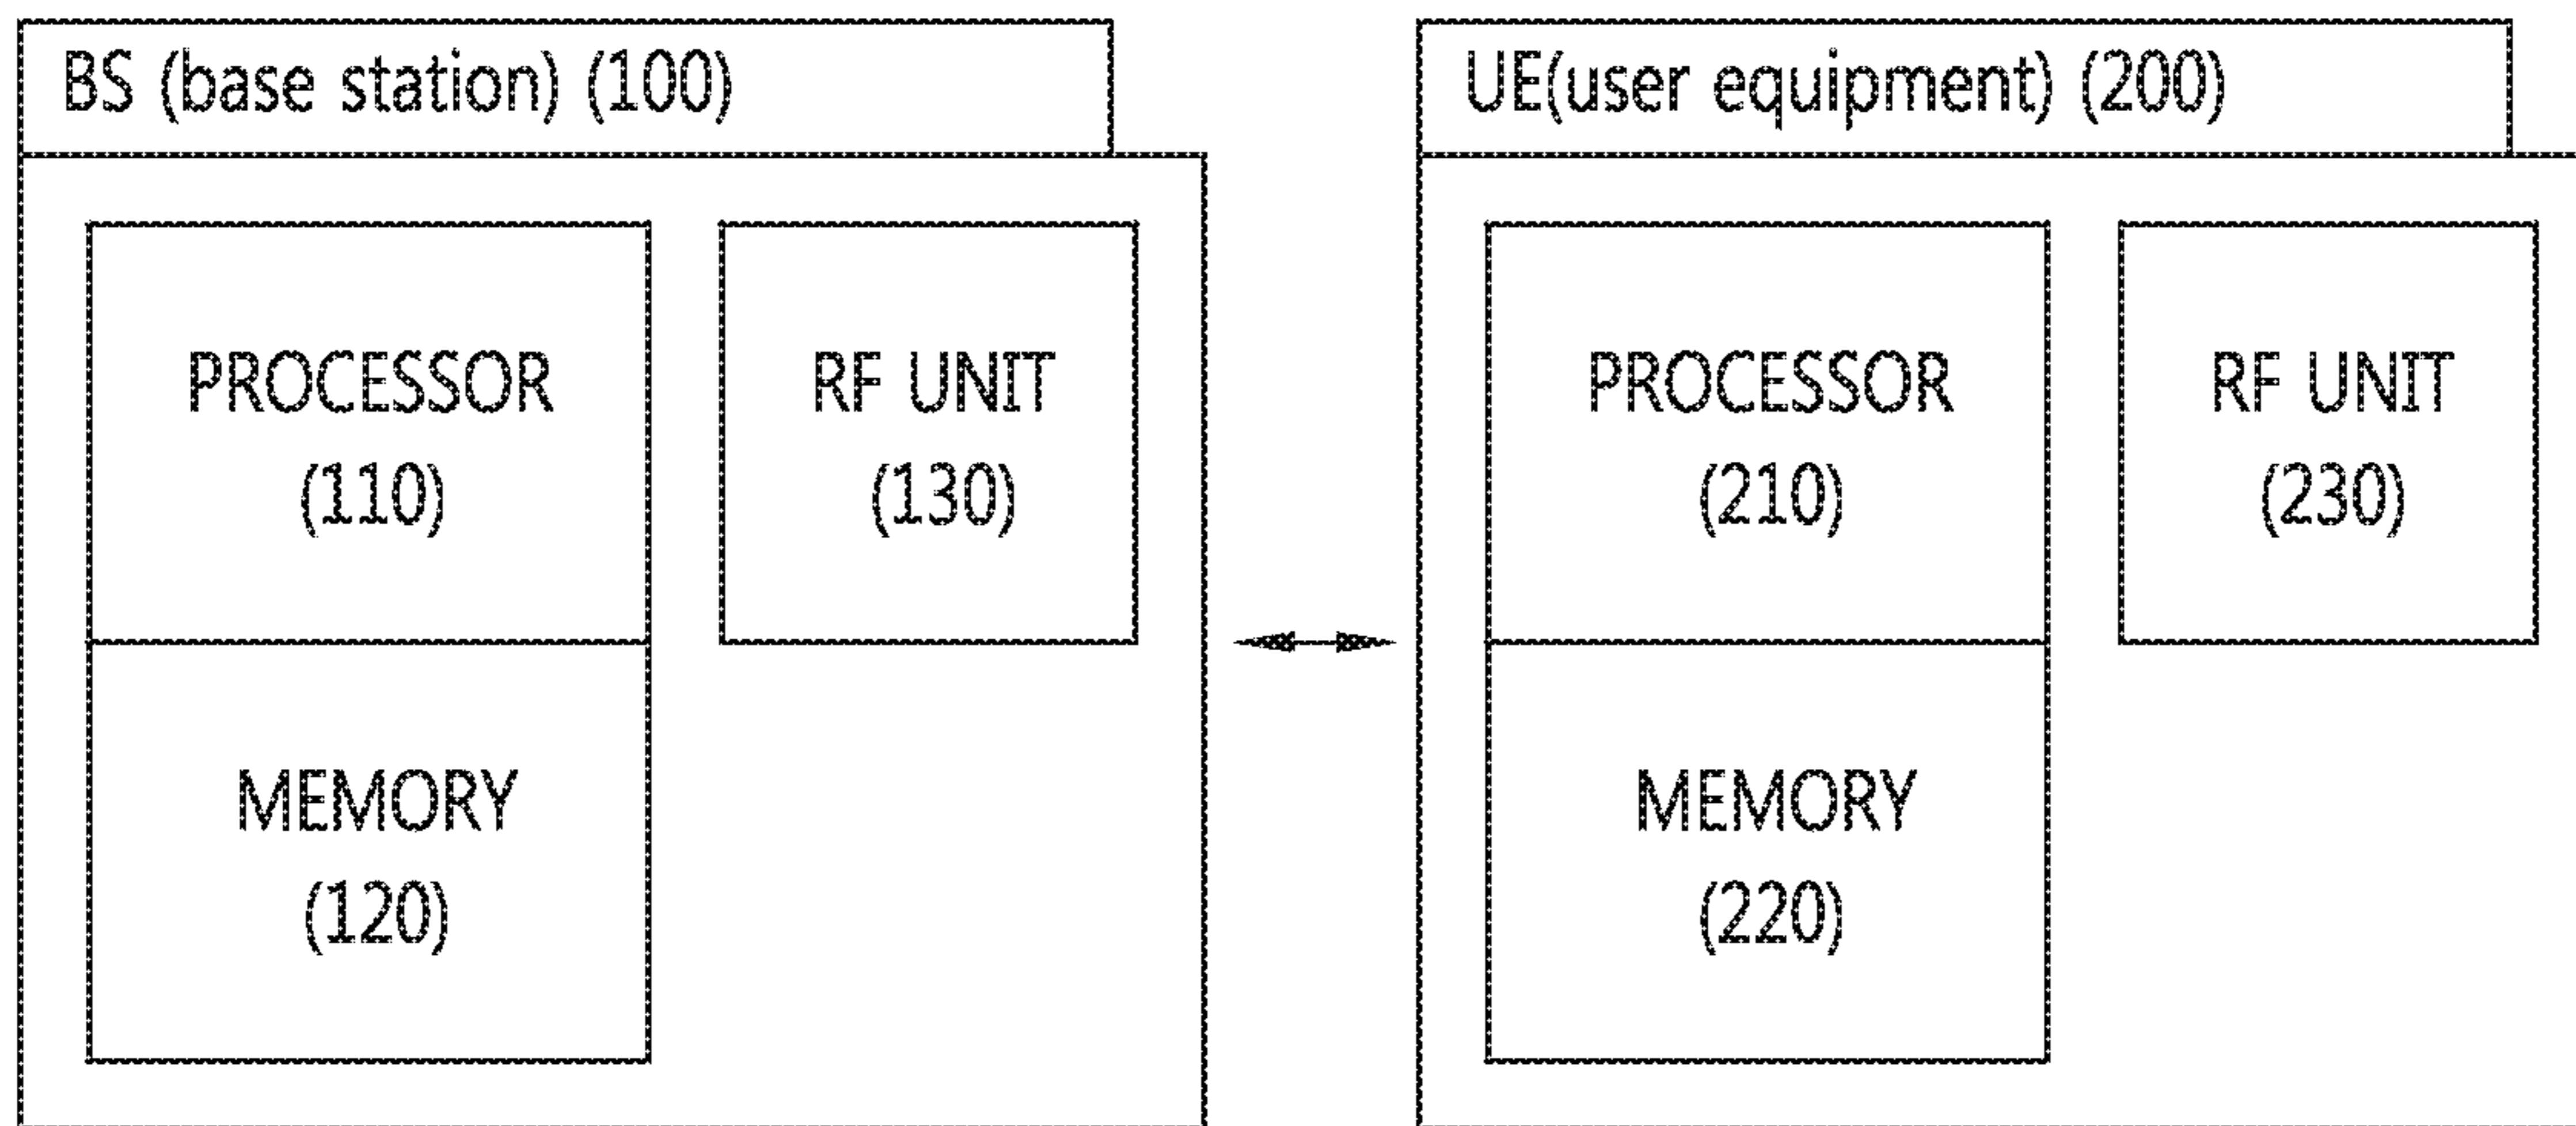 BS (base station) (100)
PROCESSOR
(110)
RF UNIT
(130)
MEMORY
(120)
UE(user equipment) (200)
PROCESSOR
(210)
RF UNIT
(230)
MEMORY
(220)